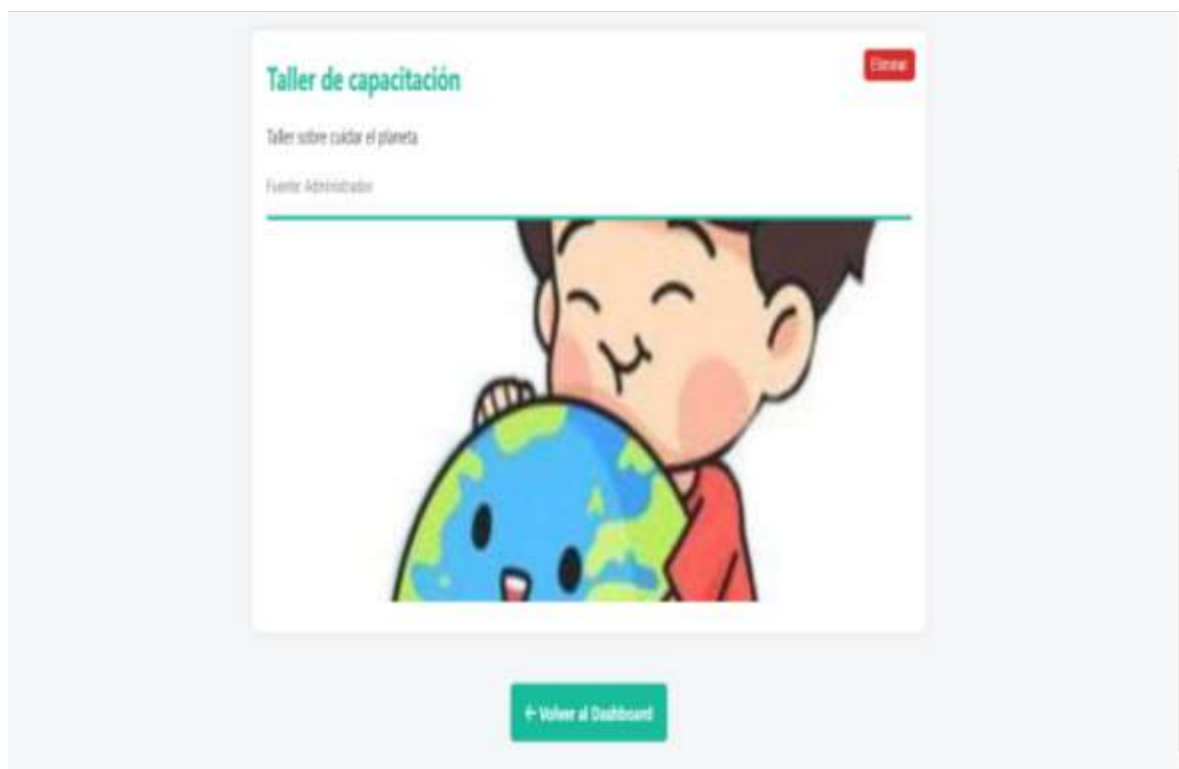 Taller de capacitación
Eliminar
Taller sobre cuidar el planeta
Fuente: Administrador
← Volver al Dashboard